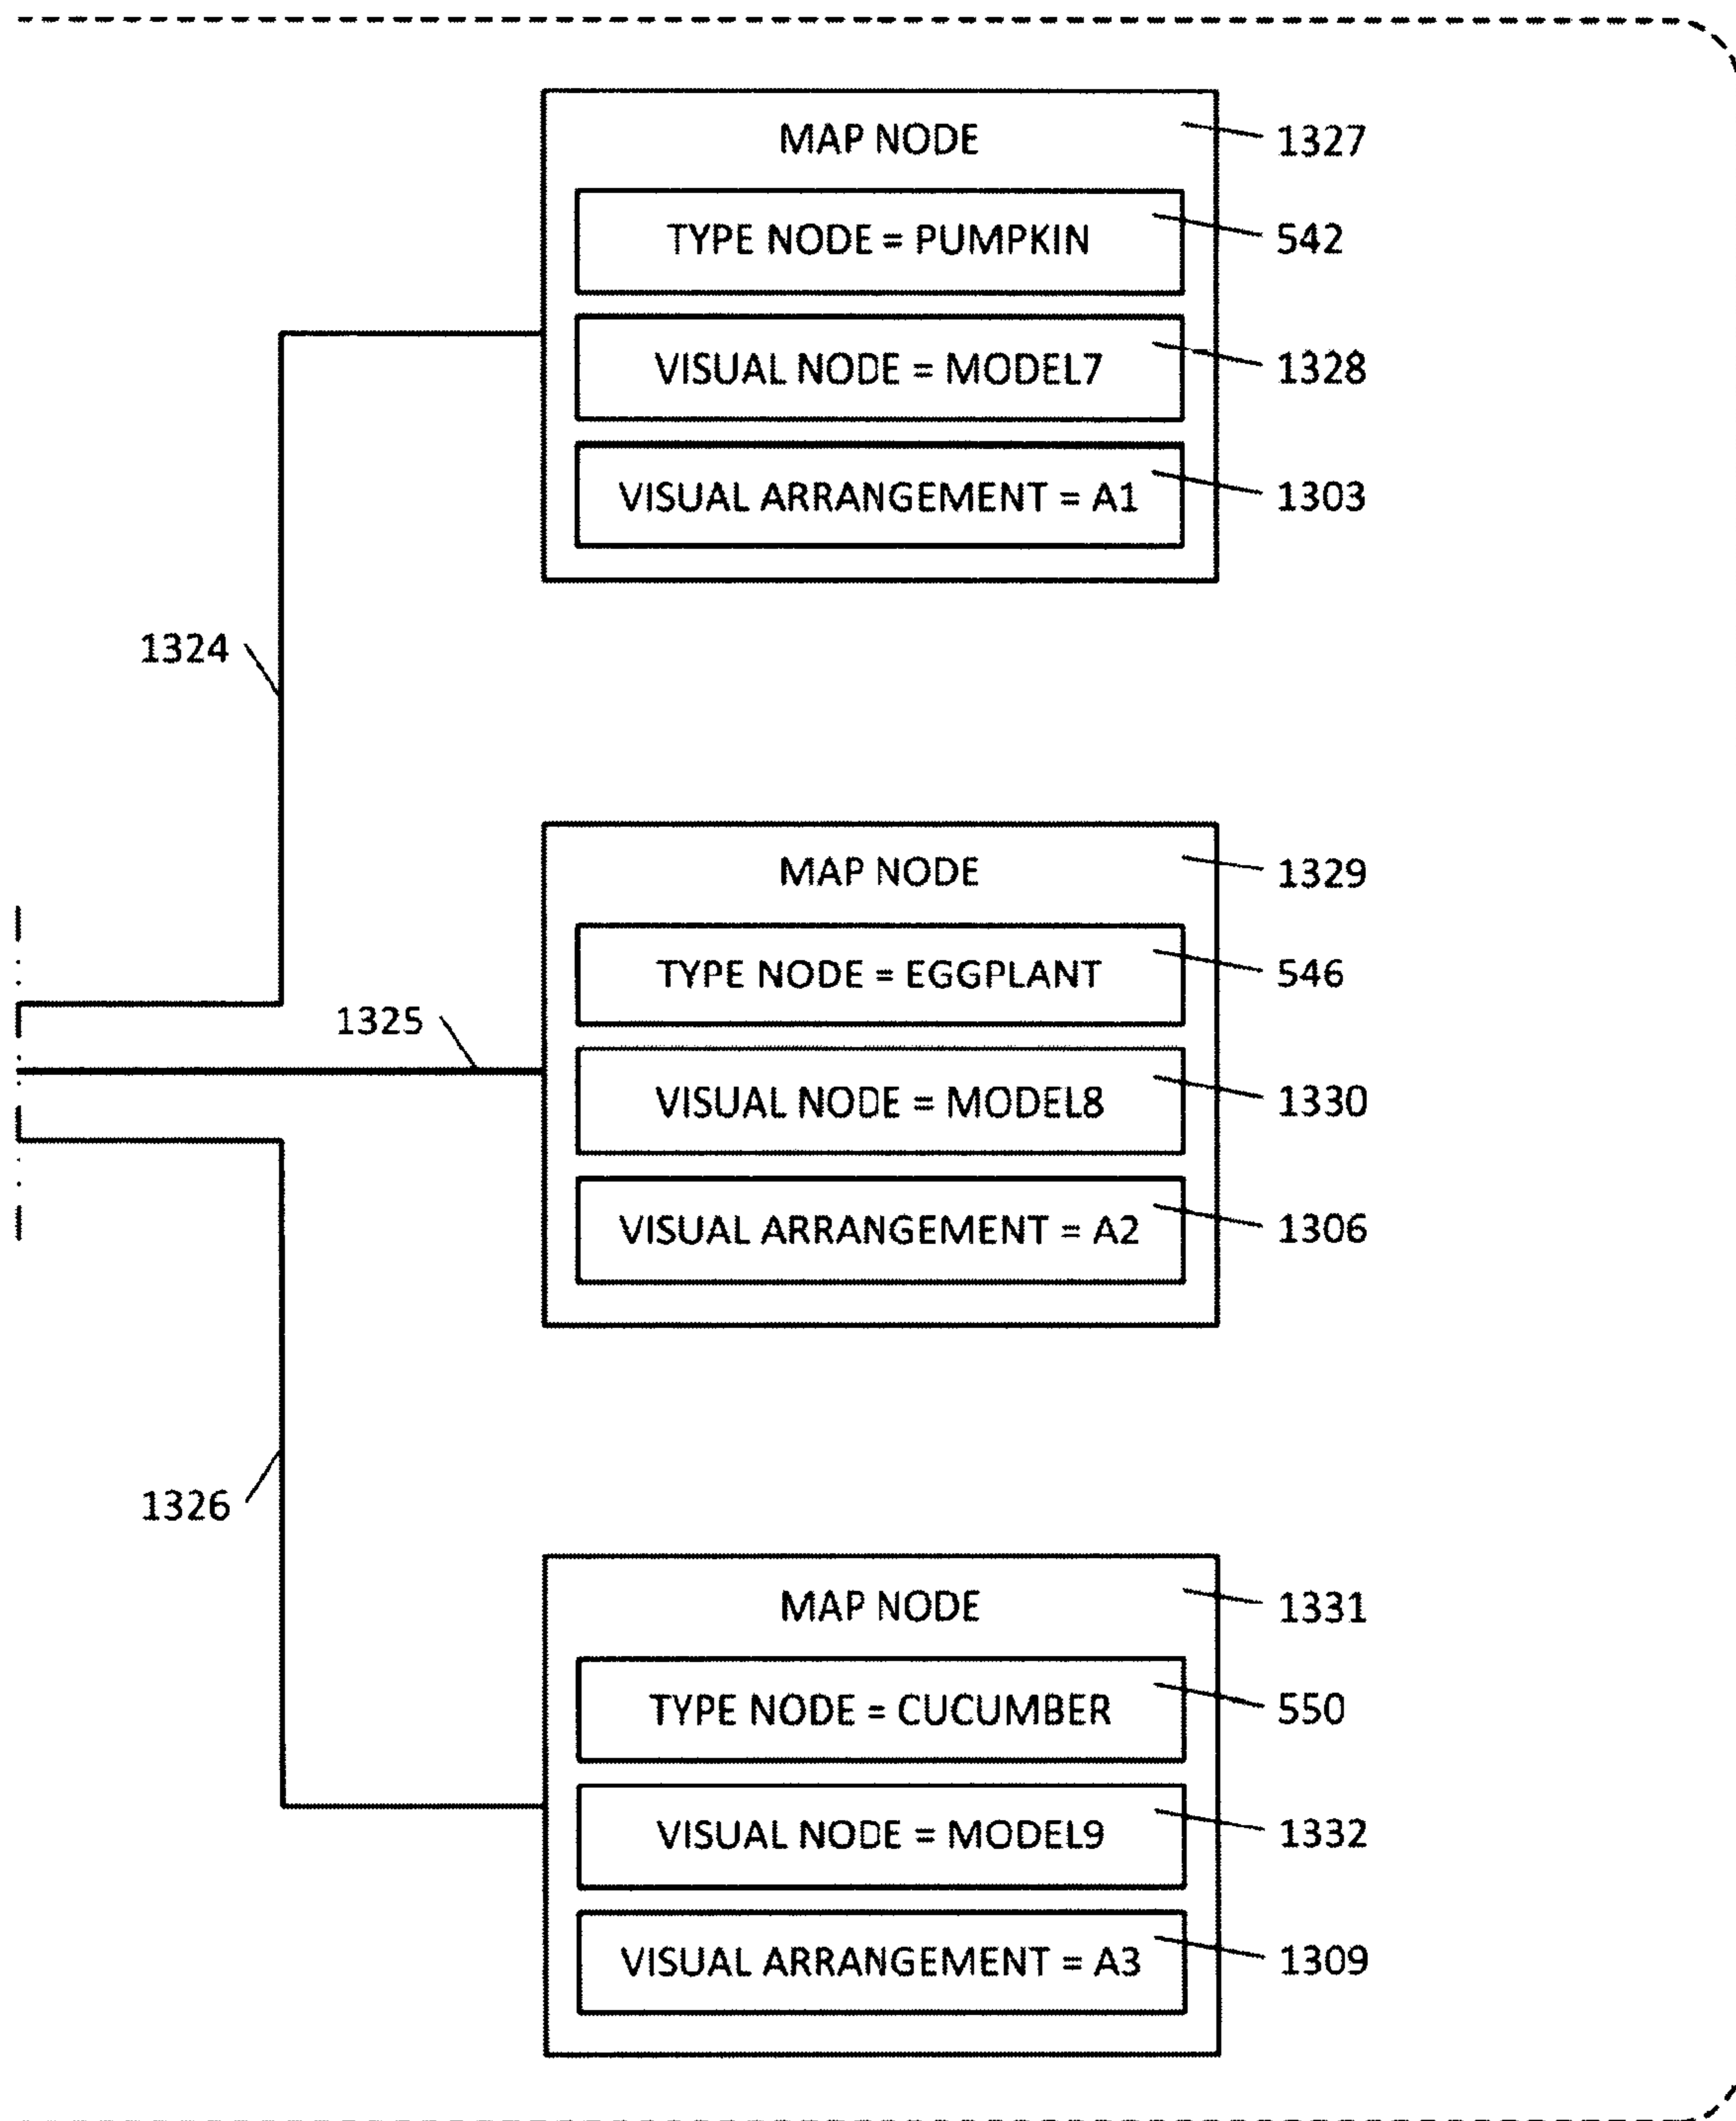 MAP NODE 1327
TYPE NODE = PUMPKIN 542
VISUAL NODE = MODEL7 1328
VISUAL ARRANGEMENT = A1 1303
1324
MAP NODE 1329
TYPE NODE = EGGPLANT 546
1325
VISUAL NODE = MODEL8 1330
VISUAL ARRANGEMENT = A2 1306
1326
MAP NODE 1331
TYPE NODE = CUCUMBER 550
VISUAL NODE = MODEL9 1332
VISUAL ARRANGEMENT = A3 1309